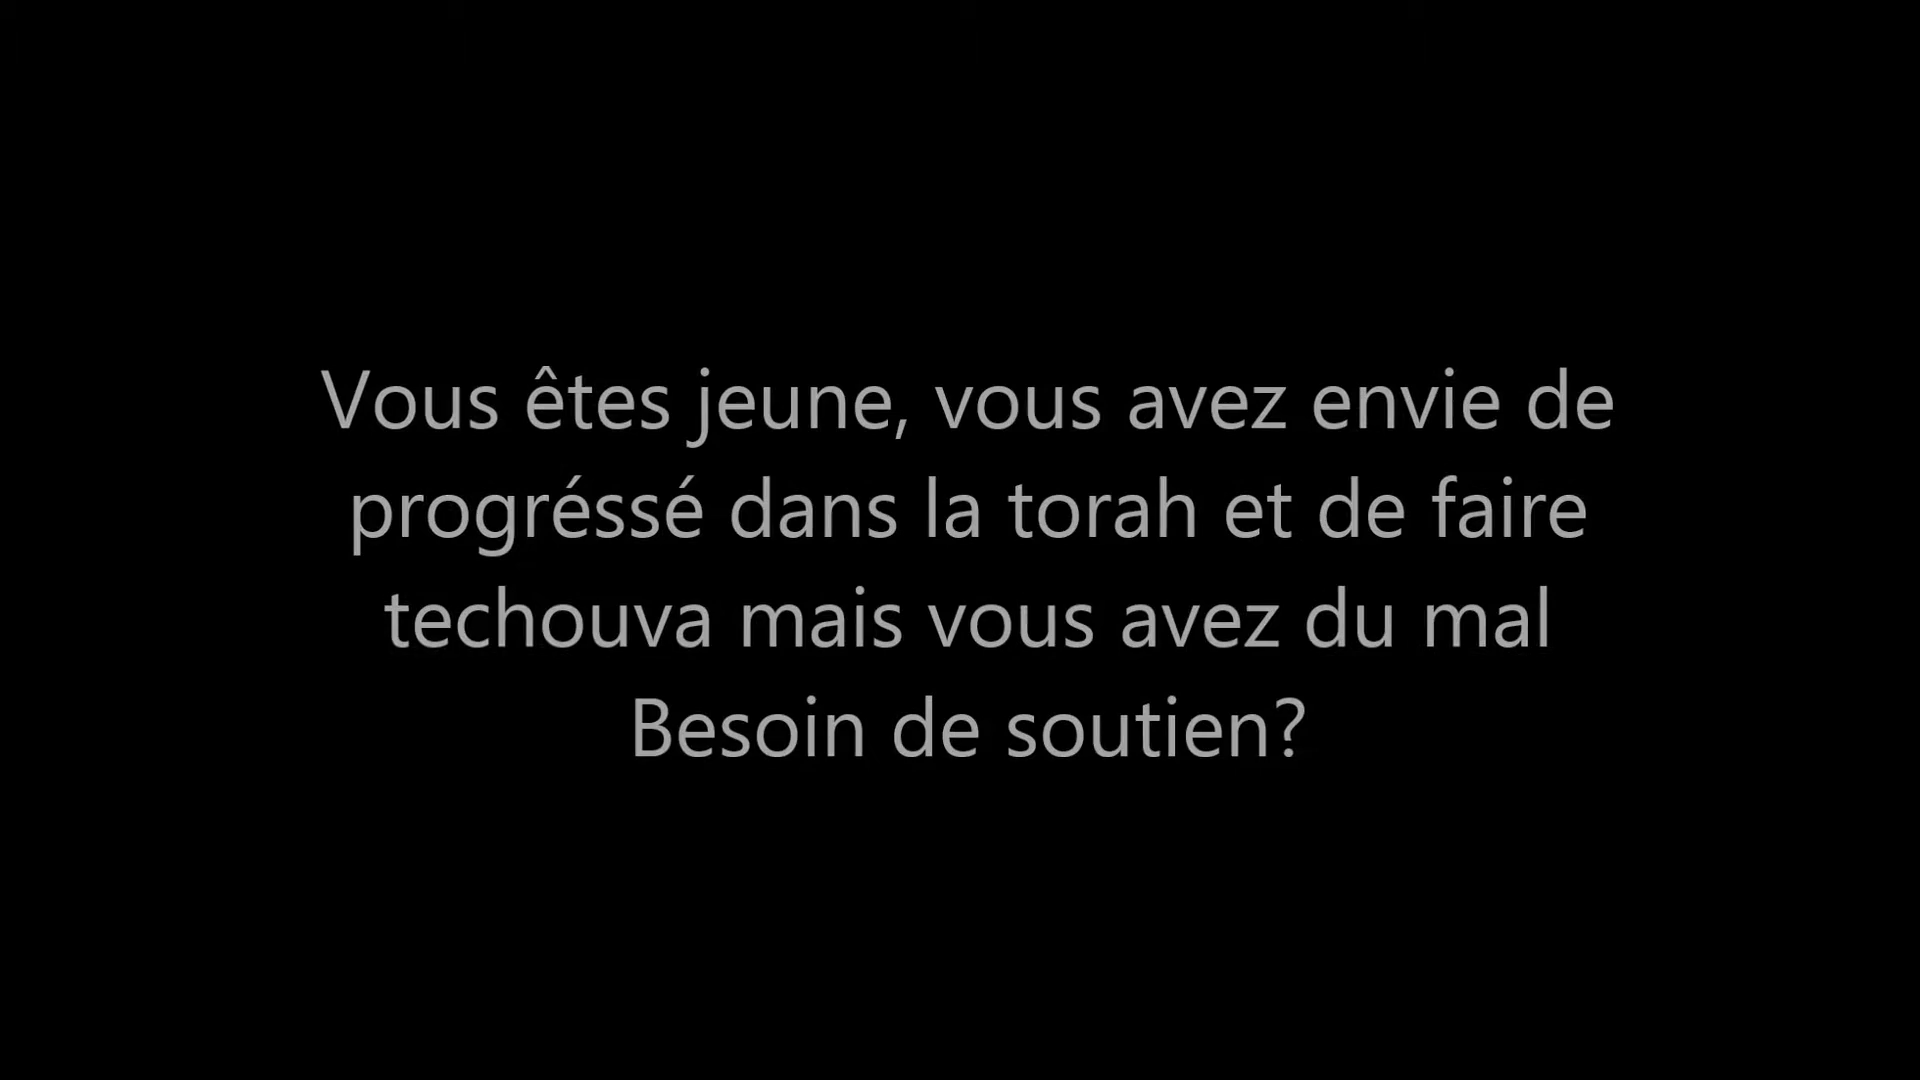 Vous êtes jeune, vous avez envie de
progréssé dans la torah et de faire
techouva mais vous avez du mal
Besoin de soutien?